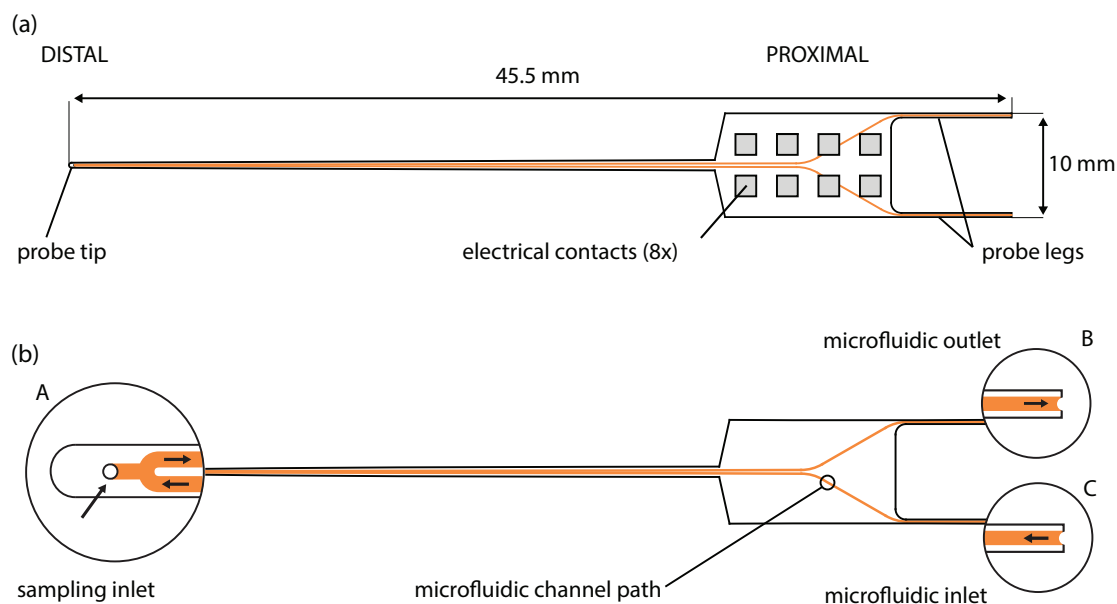 (a)
DISTAL
PROXIMAL
45.5 mm
10 mm
probe tip
electrical contacts (8x)
probe legs
(b)
microfluidic outlet
B
A
C
sampling inlet
microfluidic channel path
microfluidic inlet